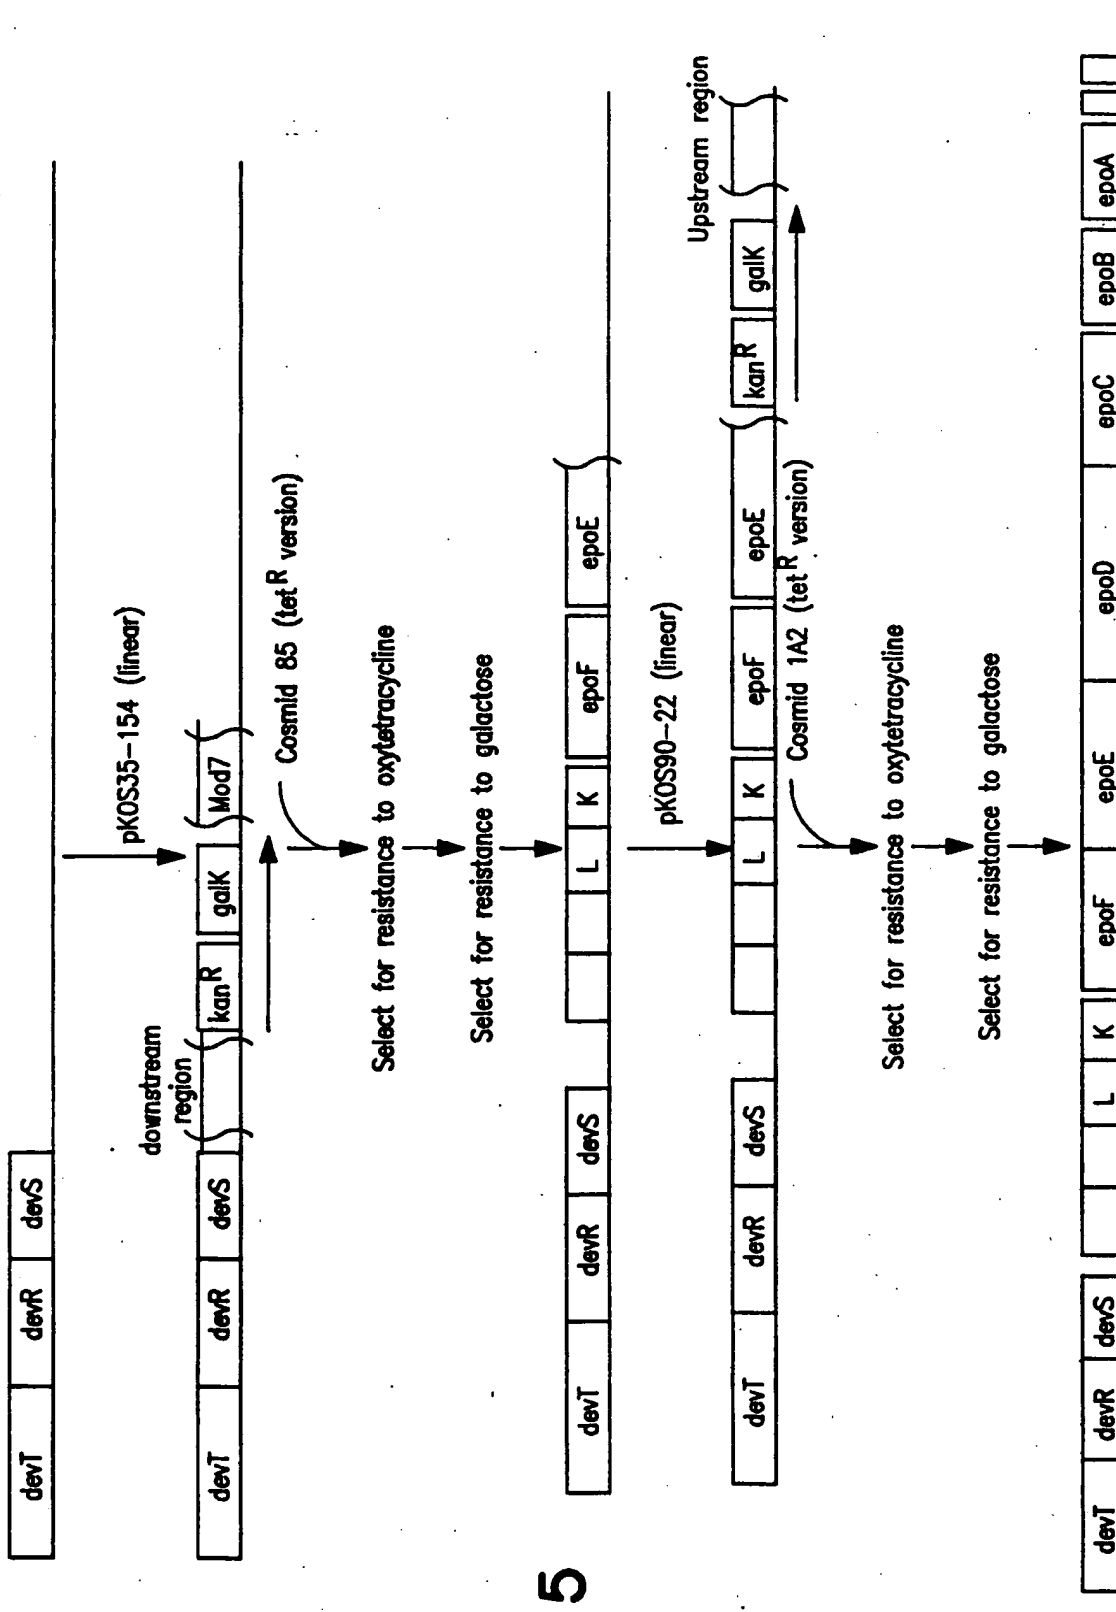 devT devR devS
pKOS35-154 (linear)
downstream
region
devT devR devS kanR galK Mod7
Cosmid 85 (tetR version)
Select for resistance to oxytetracycline
Select for resistance to galactose
devT devR devS L K epoF epoE
pKOS90-22 (linear)
Upstream region
devT devR devS L K epoF epoE kanR galK
Cosmid 1A2 (tetR version)
Select for resistance to oxytetracycline
Select for resistance to galactose
devT devR devS L K epoF epoE epoD epoC epoB epoA
5